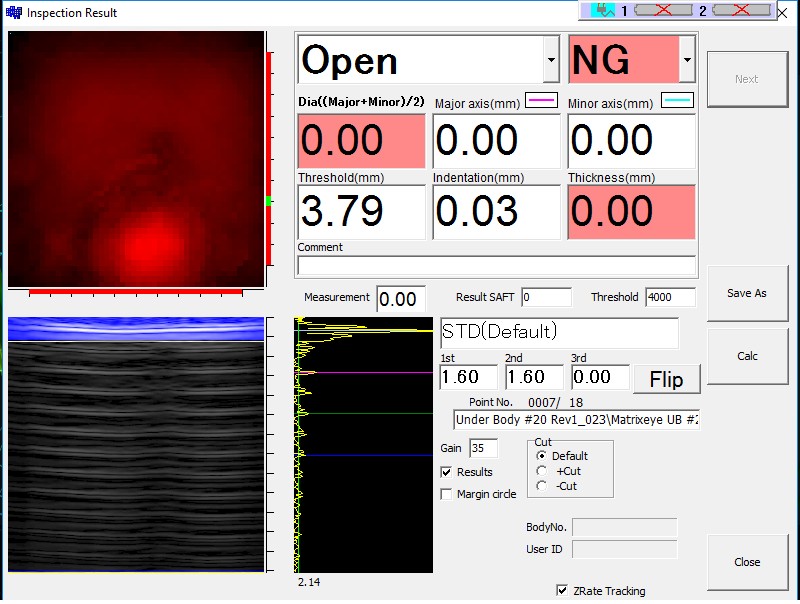 Inspection Result
1 2
Open NG
Next
Dia((Major+Minor)/2) Major axis(mm) Minor axis(mm)
0.00 0.00 0.00
Threshold(mm) Indentation(mm) Thickness(mm)
3.79 0.03 0.00
Comment
Measurement 0.00 Result SAFT 0 Threshold 4000
Save As
STD(Default)
Calc
1st 2nd 3rd
1.60 1.60 0.00 Flip
Point No. 0007/ 18
Under Body #20 Rev1_023\Matrixeye UB #2
Gain 35
Cut
Default
Results
+Cut
-Cut
Margin circle
BodyNo.
User ID
Close
2.14
ZRate Tracking